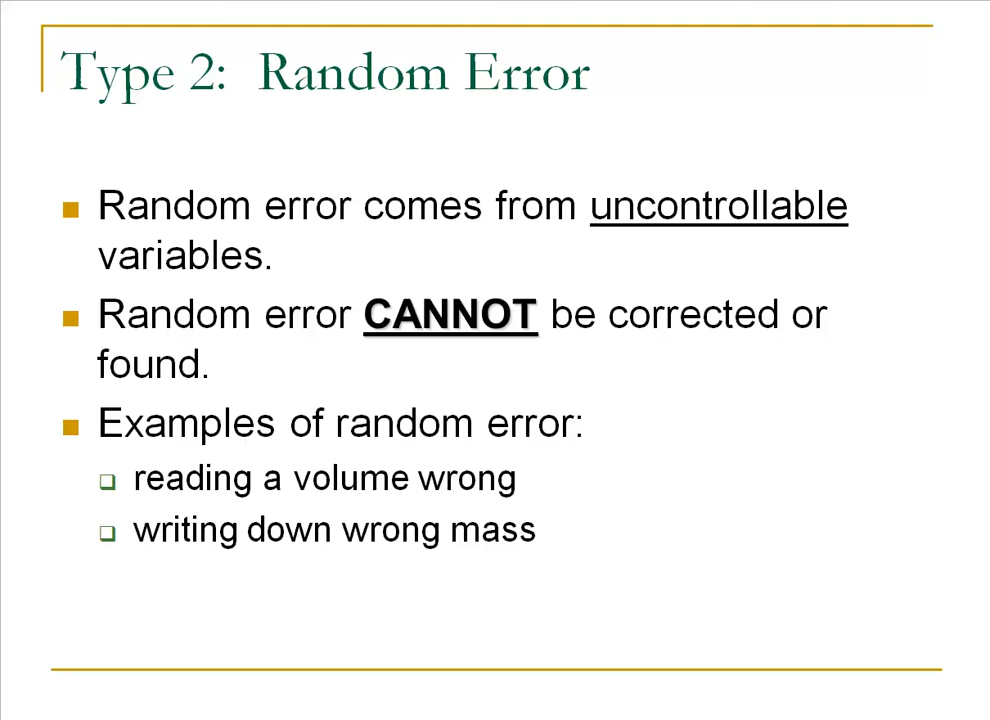 Type 2: Random Error
Random error comes from uncontrollable
variables.
Random error CANNOT be corrected or
found.
Examples of random error:
reading a volume wrong
writing down wrong mass